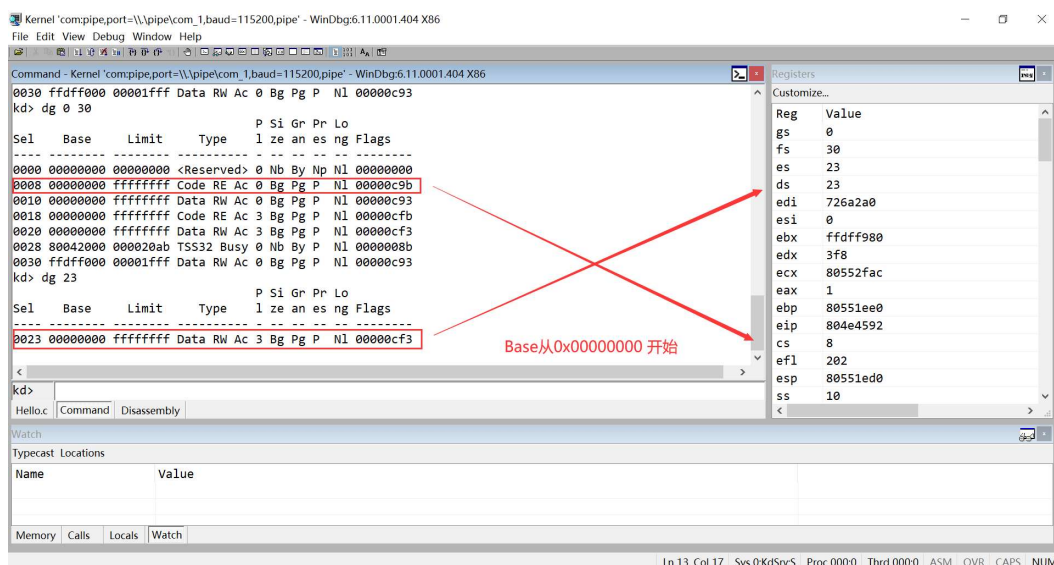 Kernel 'com:pipe,port=\\.\pipe\com_1,baud=115200,pipe' - WinDbg:6.11.0001.404 X86
File Edit View Debug Window Help
Command - Kernel 'com:pipe,port=\\.\pipe\com_1,baud=115200,pipe' - WinDbg:6.11.0001.404 X86
0030 ffdff000 00001fff Data RW Ac 0 Bg Pg P Nl 00000c93
kd> dg 0 30
P Si Gr Pr Lo
Sel Base Limit Type l ze an es ng Flags
---- -------- -------- ---------- - -- -- -- -- --------
0000 00000000 00000000 <Reserved> 0 Nb By Np Nl 00000000
0008 00000000 ffffffff Code RE Ac 0 Bg Pg P Nl 00000c9b
0010 00000000 ffffffff Data RW Ac 0 Bg Pg P Nl 00000c93
0018 00000000 ffffffff Code RE Ac 3 Bg Pg P Nl 00000cfb
0020 00000000 ffffffff Data RW Ac 3 Bg Pg P Nl 00000cf3
0028 80042000 000020ab TSS32 Busy 0 Nb By P Nl 0000008b
0030 ffdff000 00001fff Data RW Ac 0 Bg Pg P Nl 00000c93
kd> dg 23
P Si Gr Pr Lo
Sel Base Limit Type l ze an es ng Flags
---- -------- -------- ---------- - -- -- -- -- --------
0023 00000000 ffffffff Data RW Ac 3 Bg Pg P Nl 00000cf3
Base从0x00000000 开始
kd>
Hello.c Command Disassembly
Registers
Customize...
Reg Value
gs 0
fs 30
es 23
ds 23
edi 726a2a0
esi 0
ebx ffdff980
edx 3f8
ecx 80552fac
eax 1
ebp 80551ee0
eip 804e4592
cs 8
efl 202
esp 80551ed0
ss 10
Watch
Typecast Locations
Name Value
Memory Calls Locals Watch
Ln 13, Col 17 Sys 0:KdSrv:S Proc 000:0 Thrd 000:0 ASM OVR CAPS NUM